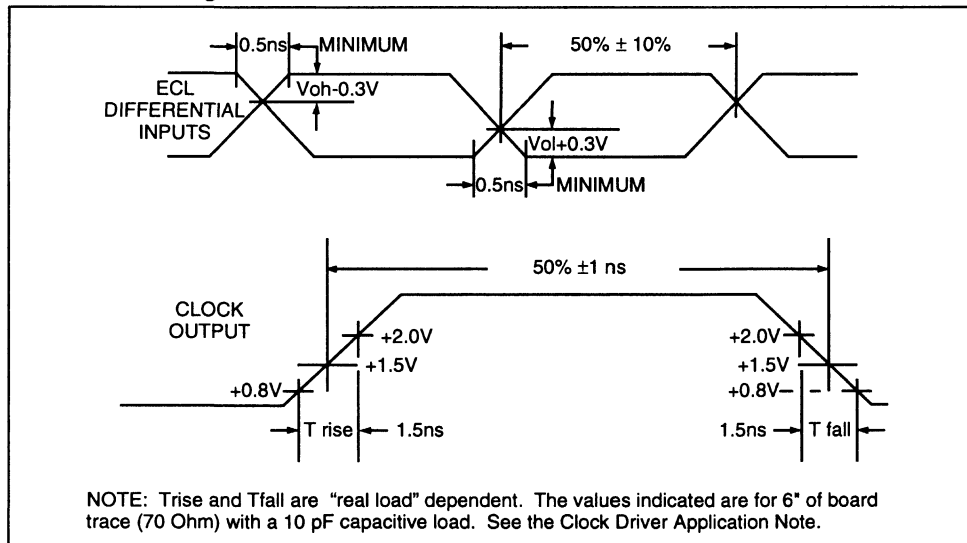 0.5ns MINIMUM
50% ± 10%
Voh-0.3V
ECL
DIFFERENTIAL
INPUTS
Vol+0.3V
0.5ns MINIMUM
50% ±1 ns
CLOCK
OUTPUT
+2.0V
+1.5V
+0.8V
T rise
1.5ns
+2.0V
+1.5V
+0.8V
1.5ns
T fall
NOTE: Trise and Tfall are "real load" dependent. The values indicated are for 6" of board
trace (70 Ohm) with a 10 pF capacitive load. See the Clock Driver Application Note.